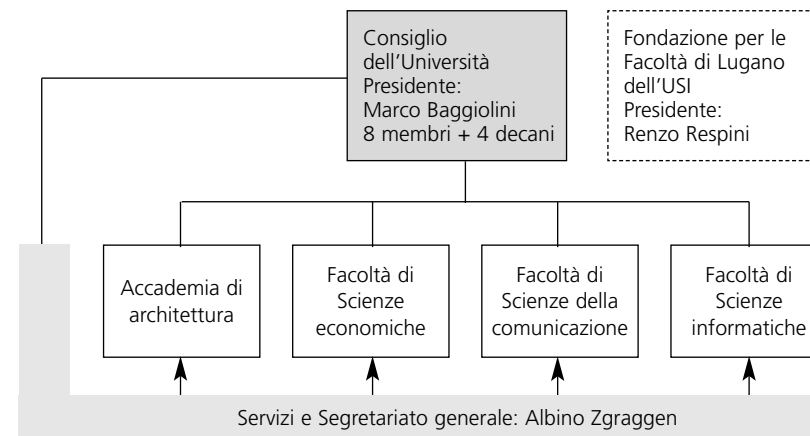 Consiglio
dell'Università
Presidente:
Marco Baggiolini
8 membri + 4 decani
Fondazione per le
Facoltà di Lugano
dell'USI
Presidente:
Renzo Respini
Accademia di
architettura
Facoltà di
Scienze
economiche
Facoltà di
Scienze della
comunicazione
Facoltà di
Scienze
informatiche
Servizi e Segretariato generale: Albino Zgraggen